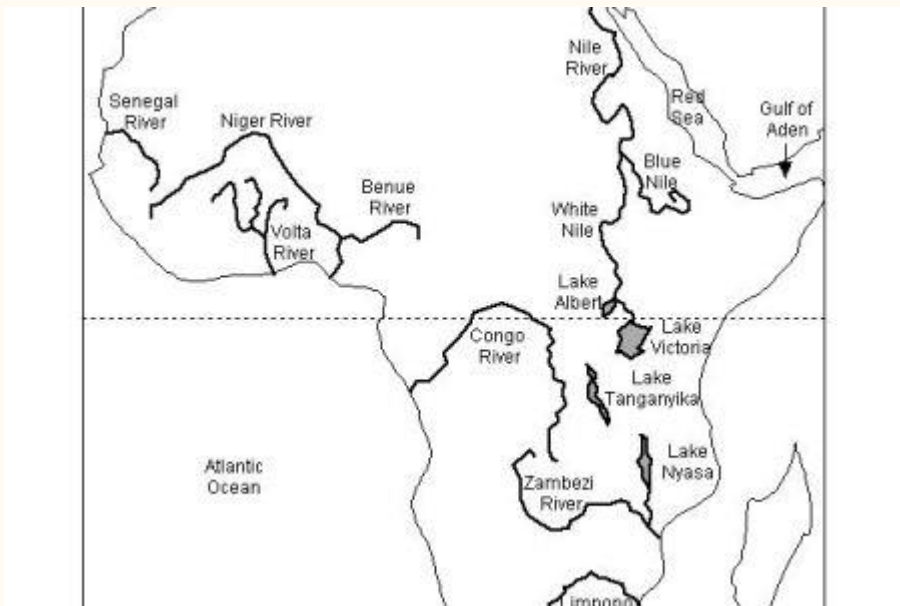 Nile
River
Senegal
River
Red
Sea
Gulf of
Aden
Niger River
Blue
Nile
Benue
River
White
Nile
Volta
River
Lake
Albert
Congo
River
Lake
Victoria
Lake
Tanganyika
Atlantic
Ocean
Lake
Nyasa
Zambezi
River
Limpopo